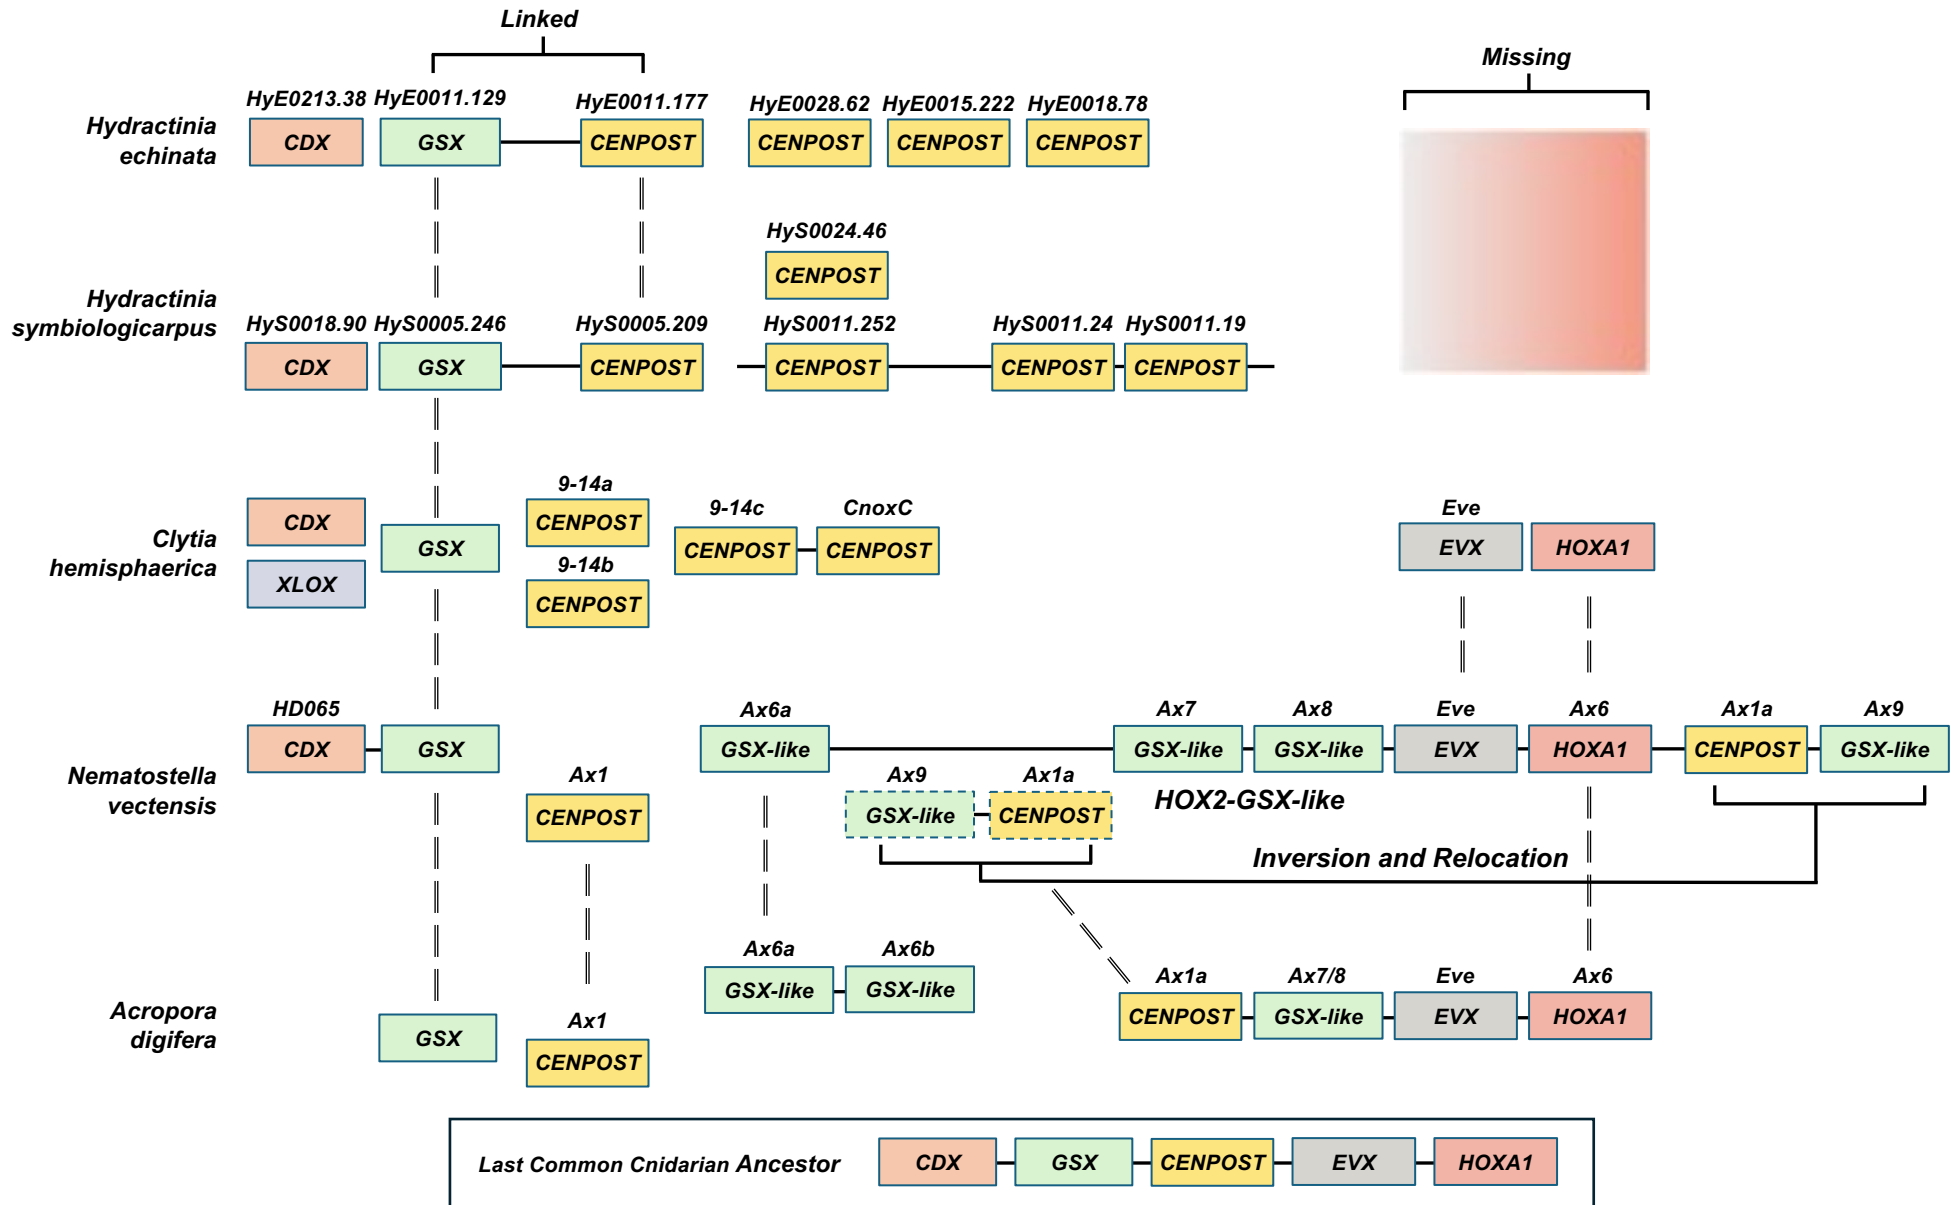 Linked
Missing
HyE0213.38 HyE0011.129 HyE0011.177 HyE0028.62 HyE0015.222 HyE0018.78
Hydractinia
echinata
CDX GSX CENPOST CENPOST CENPOST CENPOST
HyS0024.46
CENPOST
Hydractinia
symbiologicarpus
HyS0018.90 HyS0005.246 HyS0005.209 HyS0011.252 HyS0011.24 HyS0011.19
CDX GSX CENPOST CENPOST CENPOST CENPOST
9-14a
9-14c CnoxC Eve
CDX CENPOST
Clytia
hemisphaerica
GSX CENPOST CENPOST EVX HOXA1
9-14b
XLOX CENPOST
HD065 Ax6a Ax7 Ax8 Eve Ax6 Ax1a Ax9
CDX GSX GSX-like GSX-like GSX-like EVX HOXA1 CENPOST GSX-like
Nematostella
vectensis
Ax1 Ax9 Ax1a
CENPOST GSX-like CENPOST HOX2-GSX-like
Inversion and Relocation
Ax6a Ax6b
GSX-like GSX-like
Ax1a Ax7/8 Eve Ax6
CENPOST GSX-like EVX HOXA1
Acropora
digifera
GSX
Ax1
CENPOST
Last Common Cnidarian Ancestor CDX GSX CENPOST EVX HOXA1